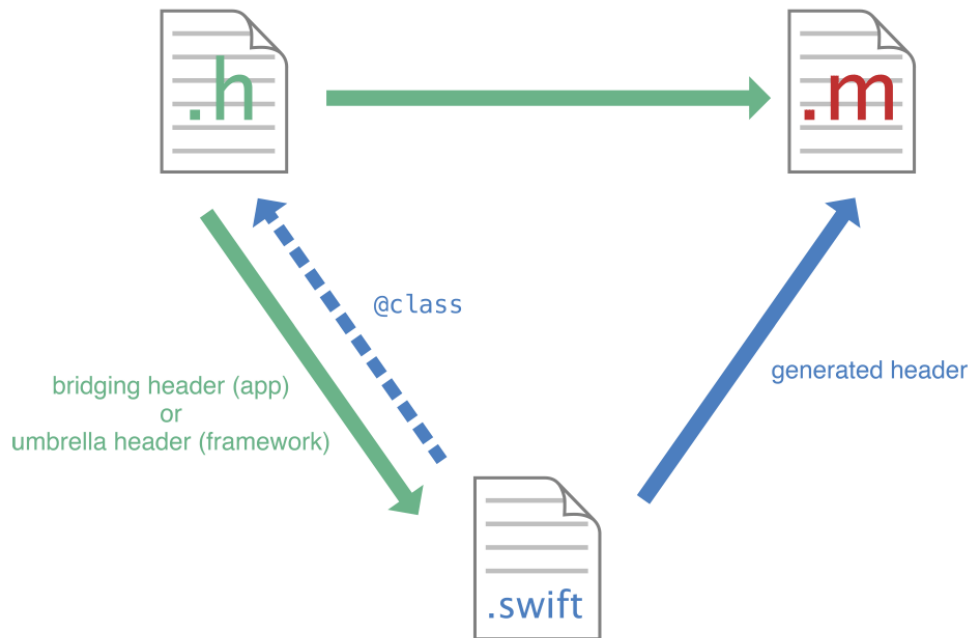 .h
.m
@class
bridging header (app)
or
umbrella header (framework)
generated header
.swift